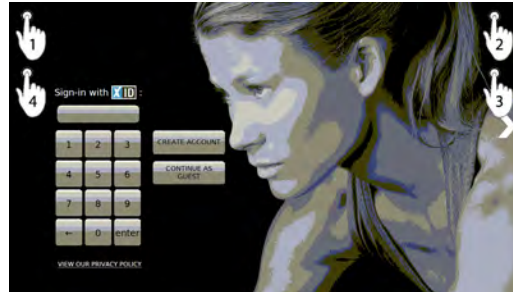 1
2
4
3
Sign-in with XID :
1 2 3
CREATE ACCOUNT
4 5 6
CONTINUE AS
GUEST
7 8 9
← 0 enter
VIEW OUR PRIVACY POLICY